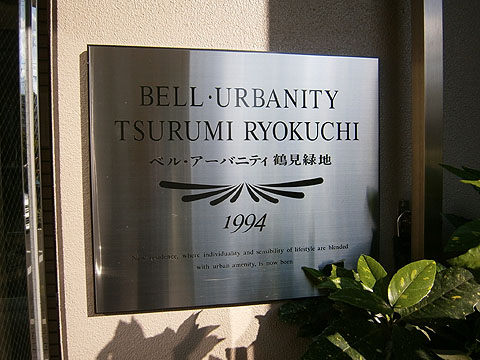 BELL·URBANITY
TSURUMI RYOKUCHI
ベル・アーバニティ鶴見緑地
1994
New residence, where individuality and sensibility of lifestyle are blended
with urban amenity, is now born.